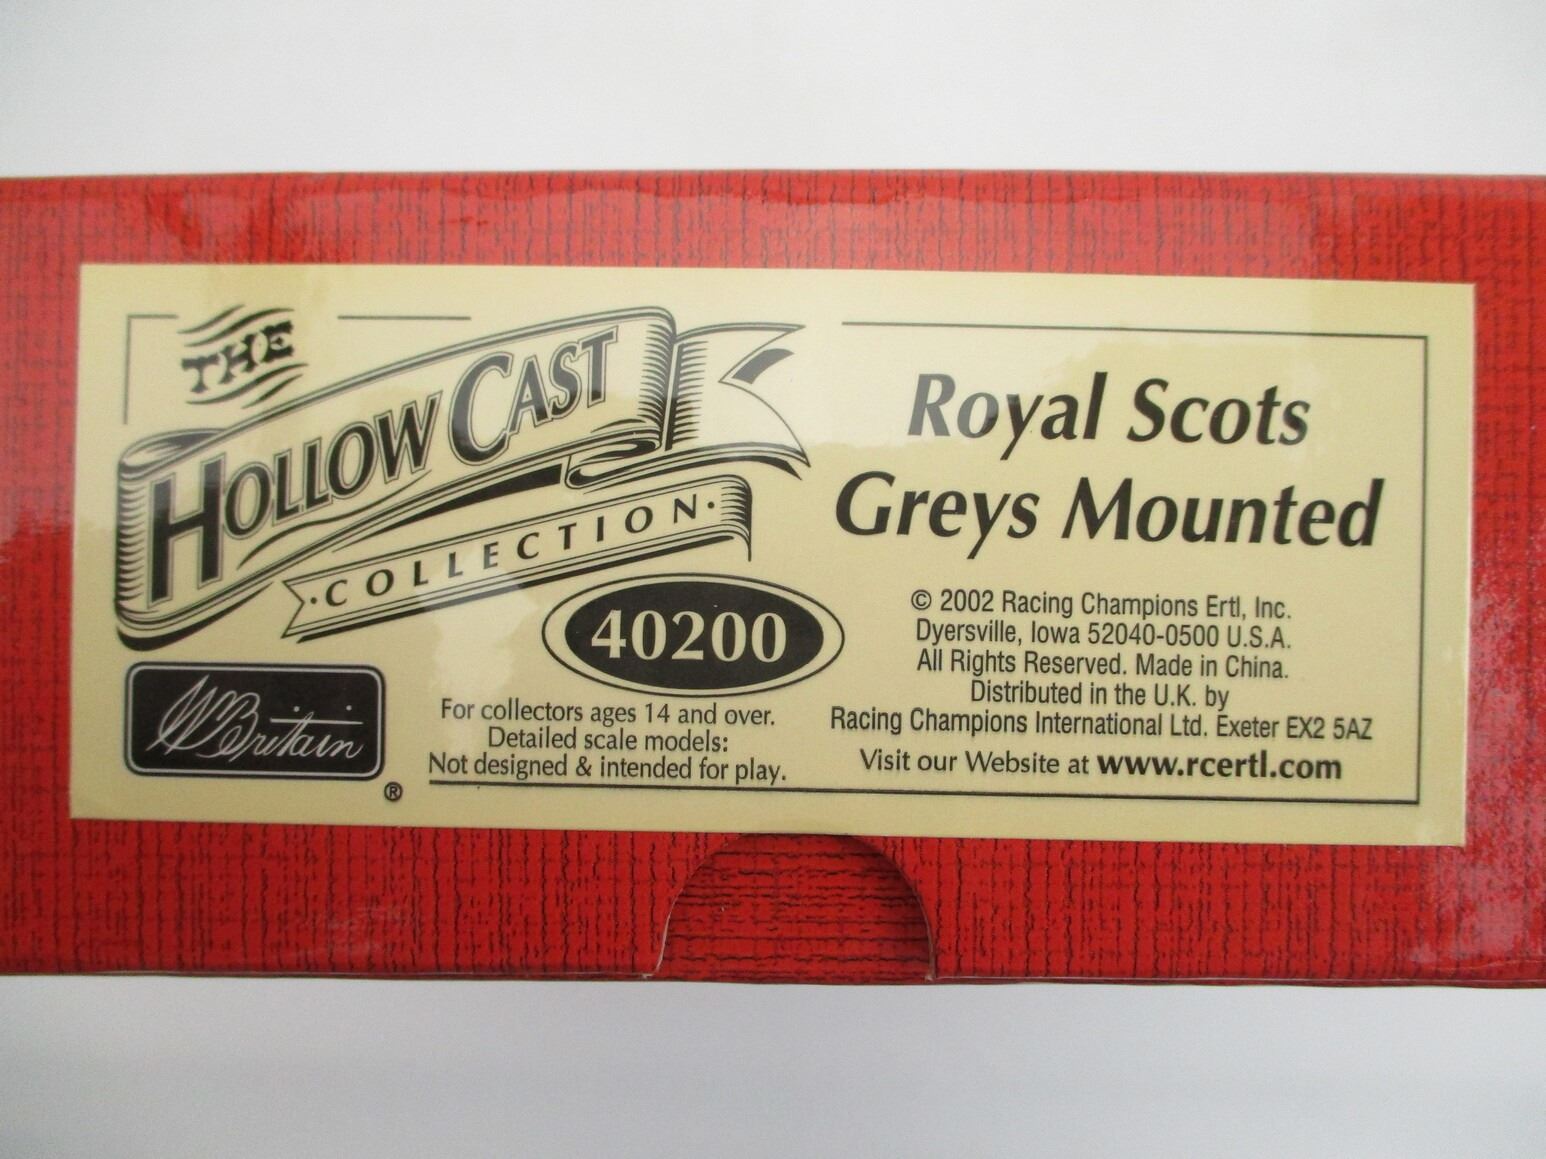 THE
HOLLOW CAST
·COLLECTION·
40200
W Britain
®
For collectors ages 14 and over.
Detailed scale models:
Not designed & intended for play.
Royal Scots
Greys Mounted
© 2002 Racing Champions Ertl, Inc.
Dyersville, Iowa 52040-0500 U.S.A.
All Rights Reserved. Made in China.
Distributed in the U.K. by
Racing Champions International Ltd. Exeter EX2 5AZ
Visit our Website at www.rcertl.com